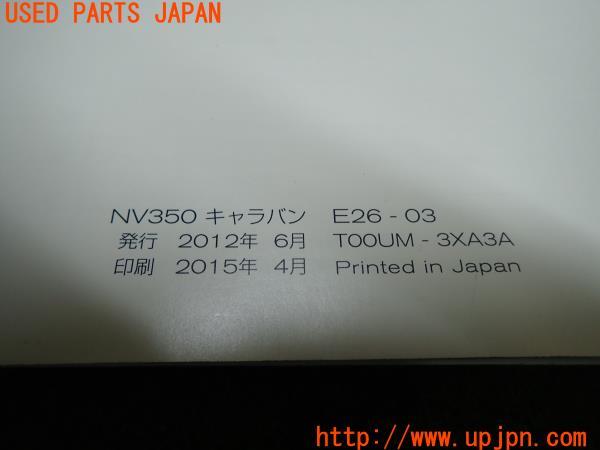 USED PARTS JAPAN
NV350 キャラバン E26 - 03
発行 2012年 6月 T00UM - 3XA3A
印刷 2015年 4月 Printed in Japan
http://www.upjpn.com/